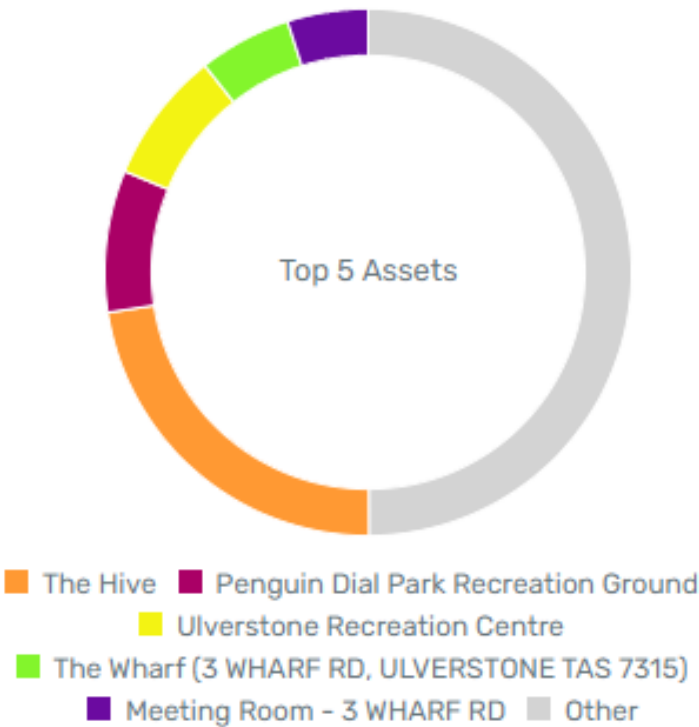 Top 5 Assets
The Hive Penguin Dial Park Recreation Ground
Ulverstone Recreation Centre
The Wharf (3 WHARF RD, ULVERSTONE TAS 7315)
Meeting Room - 3 WHARF RD Other